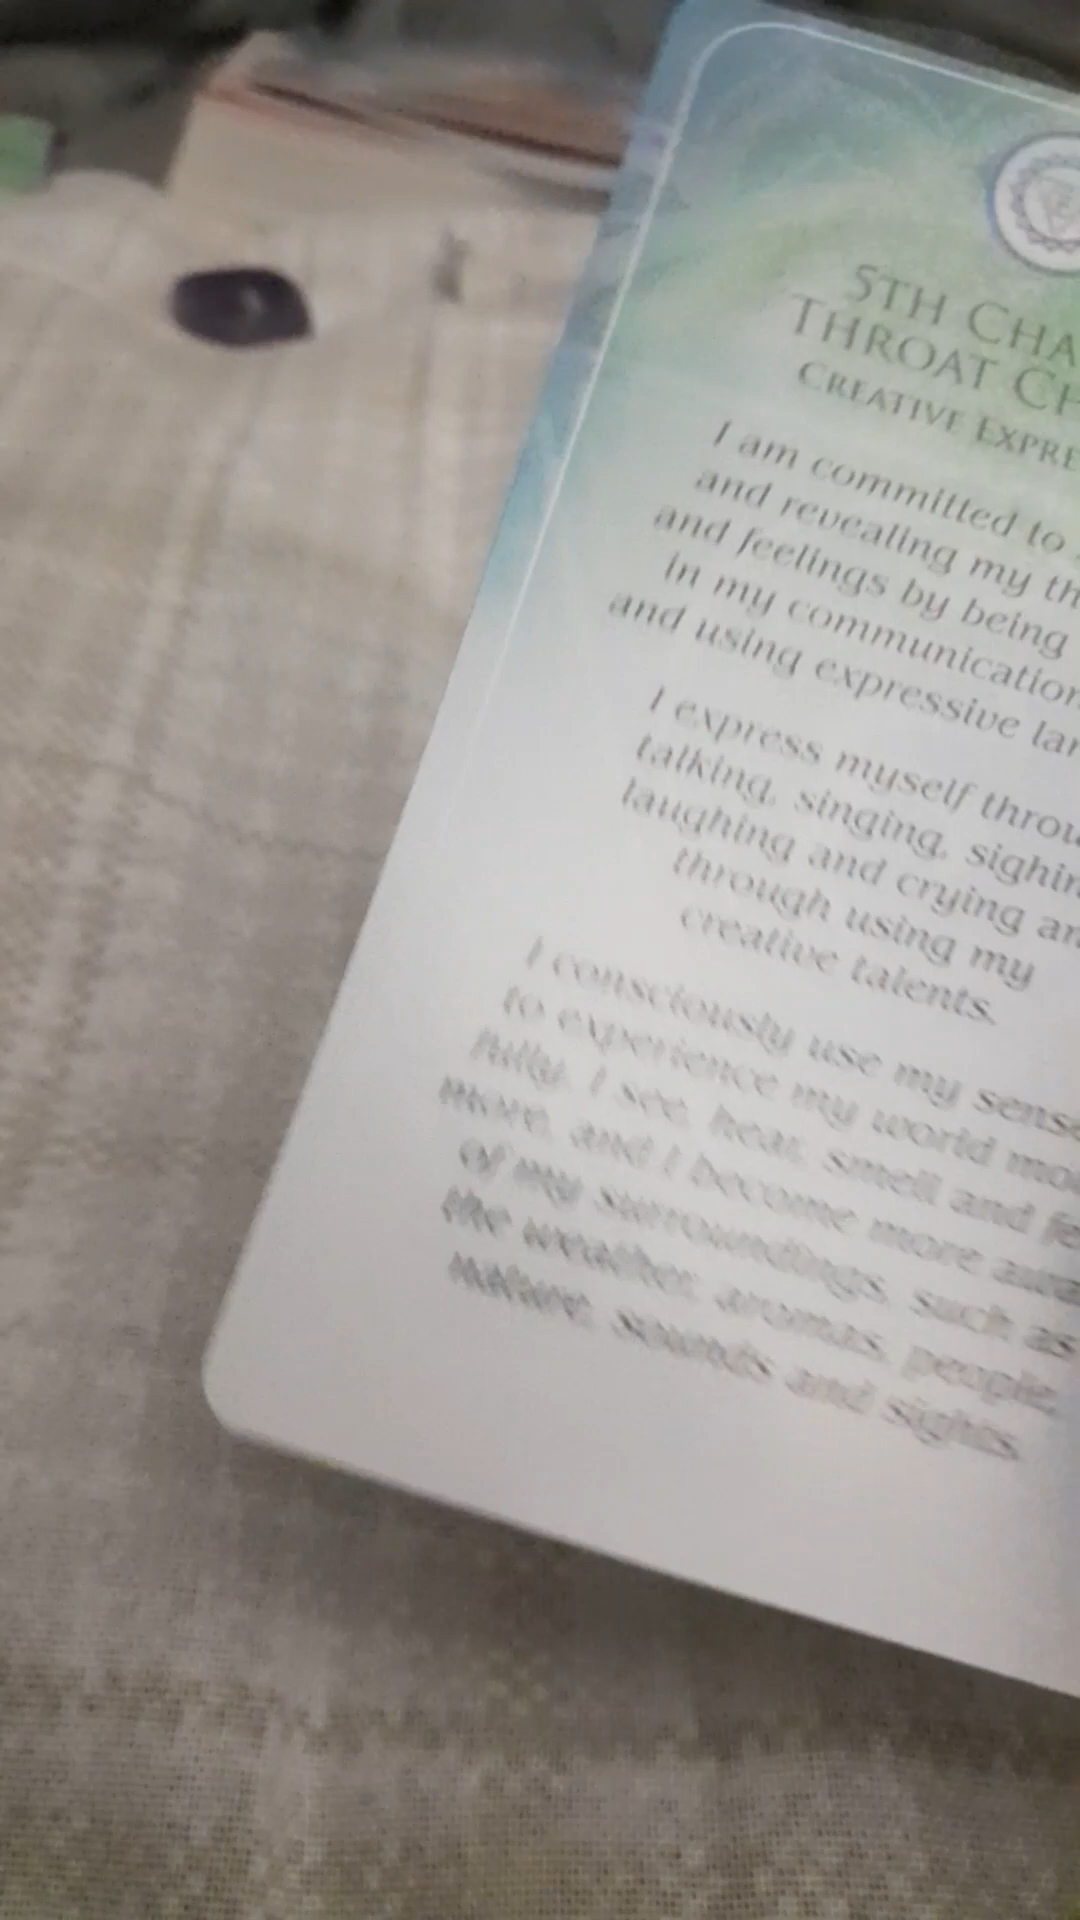 5TH CHA
THROAT CH
CREATIVE EXPRE
I am committed to
and revealing my th
and feelings by being
in my communication
and using expressive lan
I express myself throu
talking, singing, sighin
laughing and crying an
through using my
creative talents.
I consciously use my sense
to experience my world mo
fully. I see, hear, smell and fe
more, and I become more awa
of my surroundings, such as
the weather, aromas, people,
nature, sounds and sights.